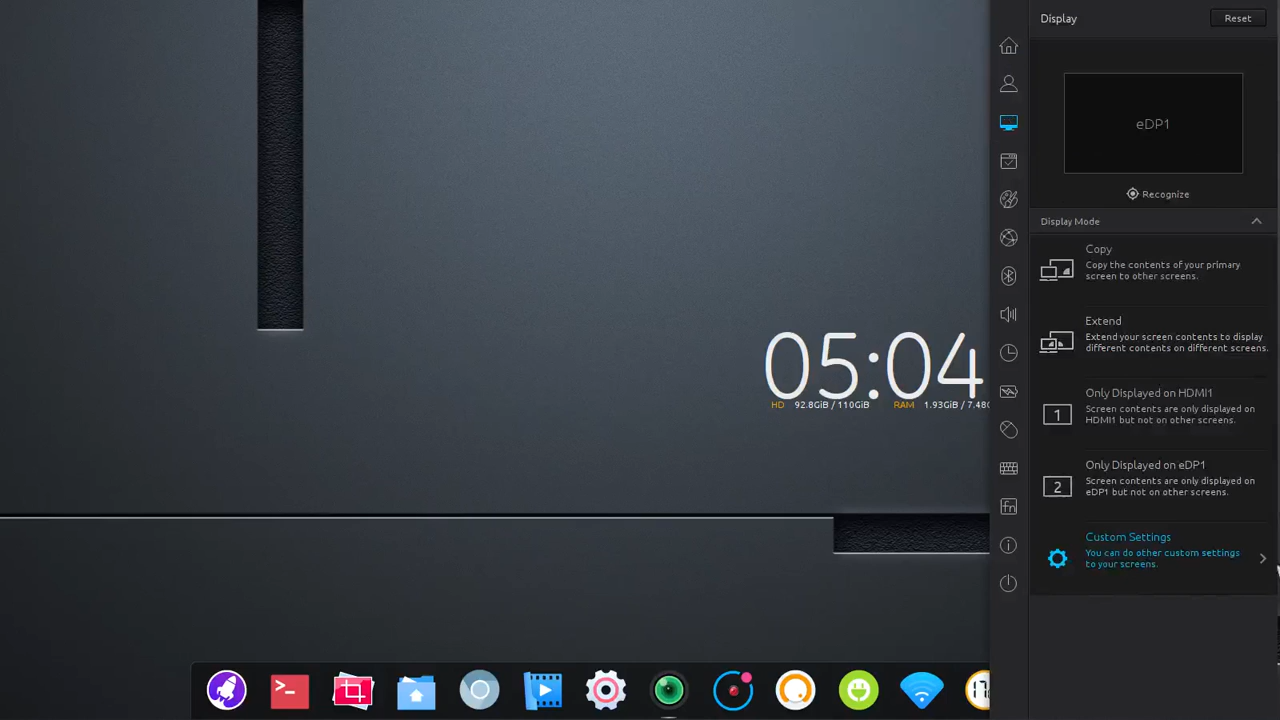 Display
Reset
eDP1
Recognize
Display Mode
Copy
Copy the contents of your primary
screen to other screens.
Extend
Extend your screen contents to display
different contents on different screens.
Only Displayed on HDMI1
1
Screen contents are only displayed on
HDMI1 but not on other screens.
Only Displayed on eDP1
2
Screen contents are only displayed on
eDP1 but not on other screens.
Custom Settings
You can do other custom settings
to your screens.
fn
05:04
HD 92.8GiB / 110GiB RAM 1.93GiB / 7.48G
>-
17